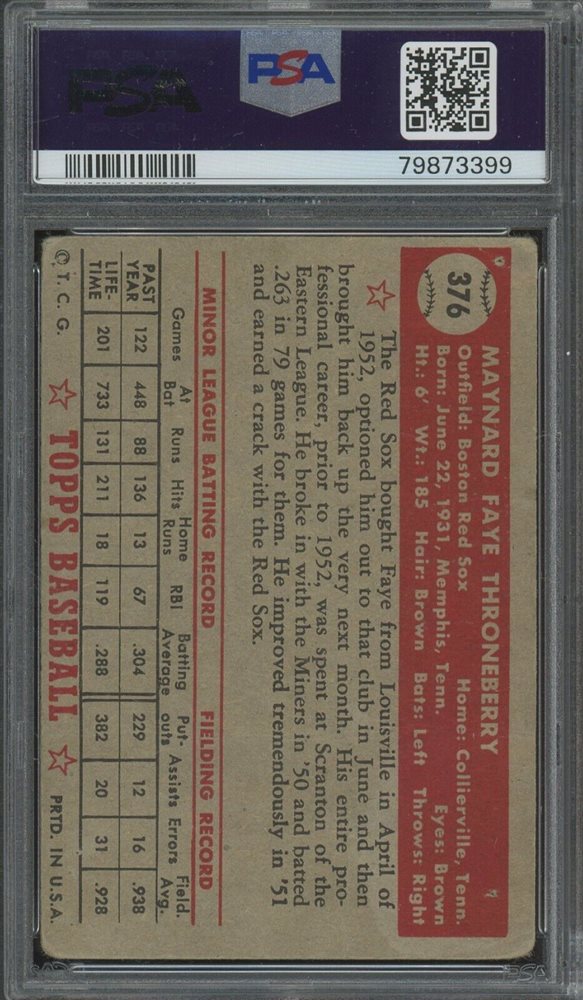 PSA
PSA
79873399
376
MAYNARD FAYE THRONEBERRY
Outfield: Boston Red Sox Home: Collierville, Tenn.
Born: June 22, 1931, Memphis, Tenn. Eyes: Brown
Ht.: 6' Wt.: 185 Hair: Brown Bats: Left Throws: Right
The Red Sox bought Faye from Louisville in April of
1952, optioned him out to that club in June and then
brought him back up the very next month. His entire pro-
fessional career, prior to 1952, was spent at Scranton of the
Eastern League. He broke in with the Miners in '50 and batted
.263 in 79 games for them. He improved tremendously in '51
and earned a crack with the Red Sox.
MINOR LEAGUE BATTING RECORD FIELDING RECORD
Games At Bat Runs Hits Home Runs RBI Batting Average Put-outs Assists Errors Field. Avg.
PAST YEAR 122 448 88 136 13 67 .304 229 12 16 .938
LIFE-TIME 201 733 131 211 18 119 .288 382 20 31 .928
© T. C. G. TOPPS BASEBALL PRTD. IN U.S.A.